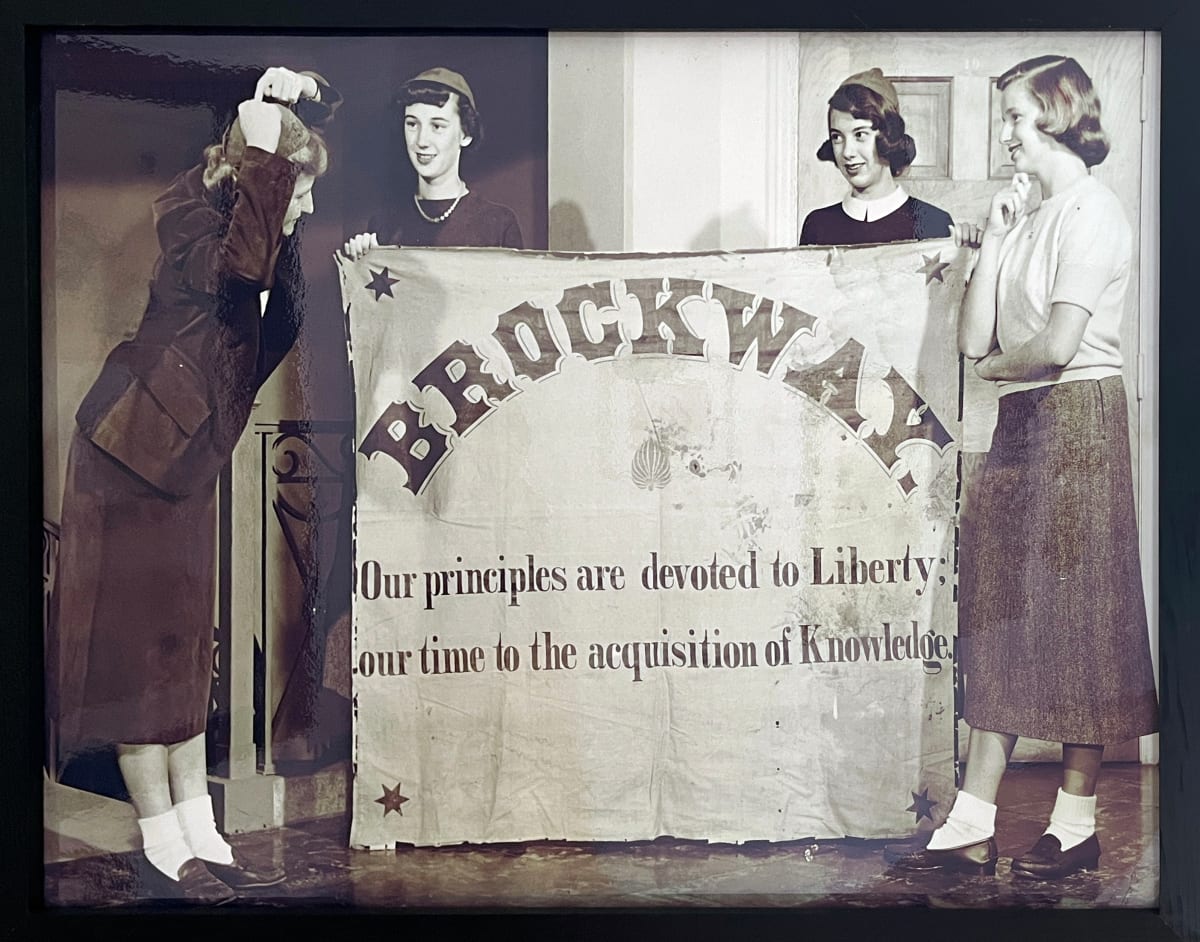 BROCKWAY.
Our principles are devoted to Liberty;
our time to the acquisition of Knowledge.